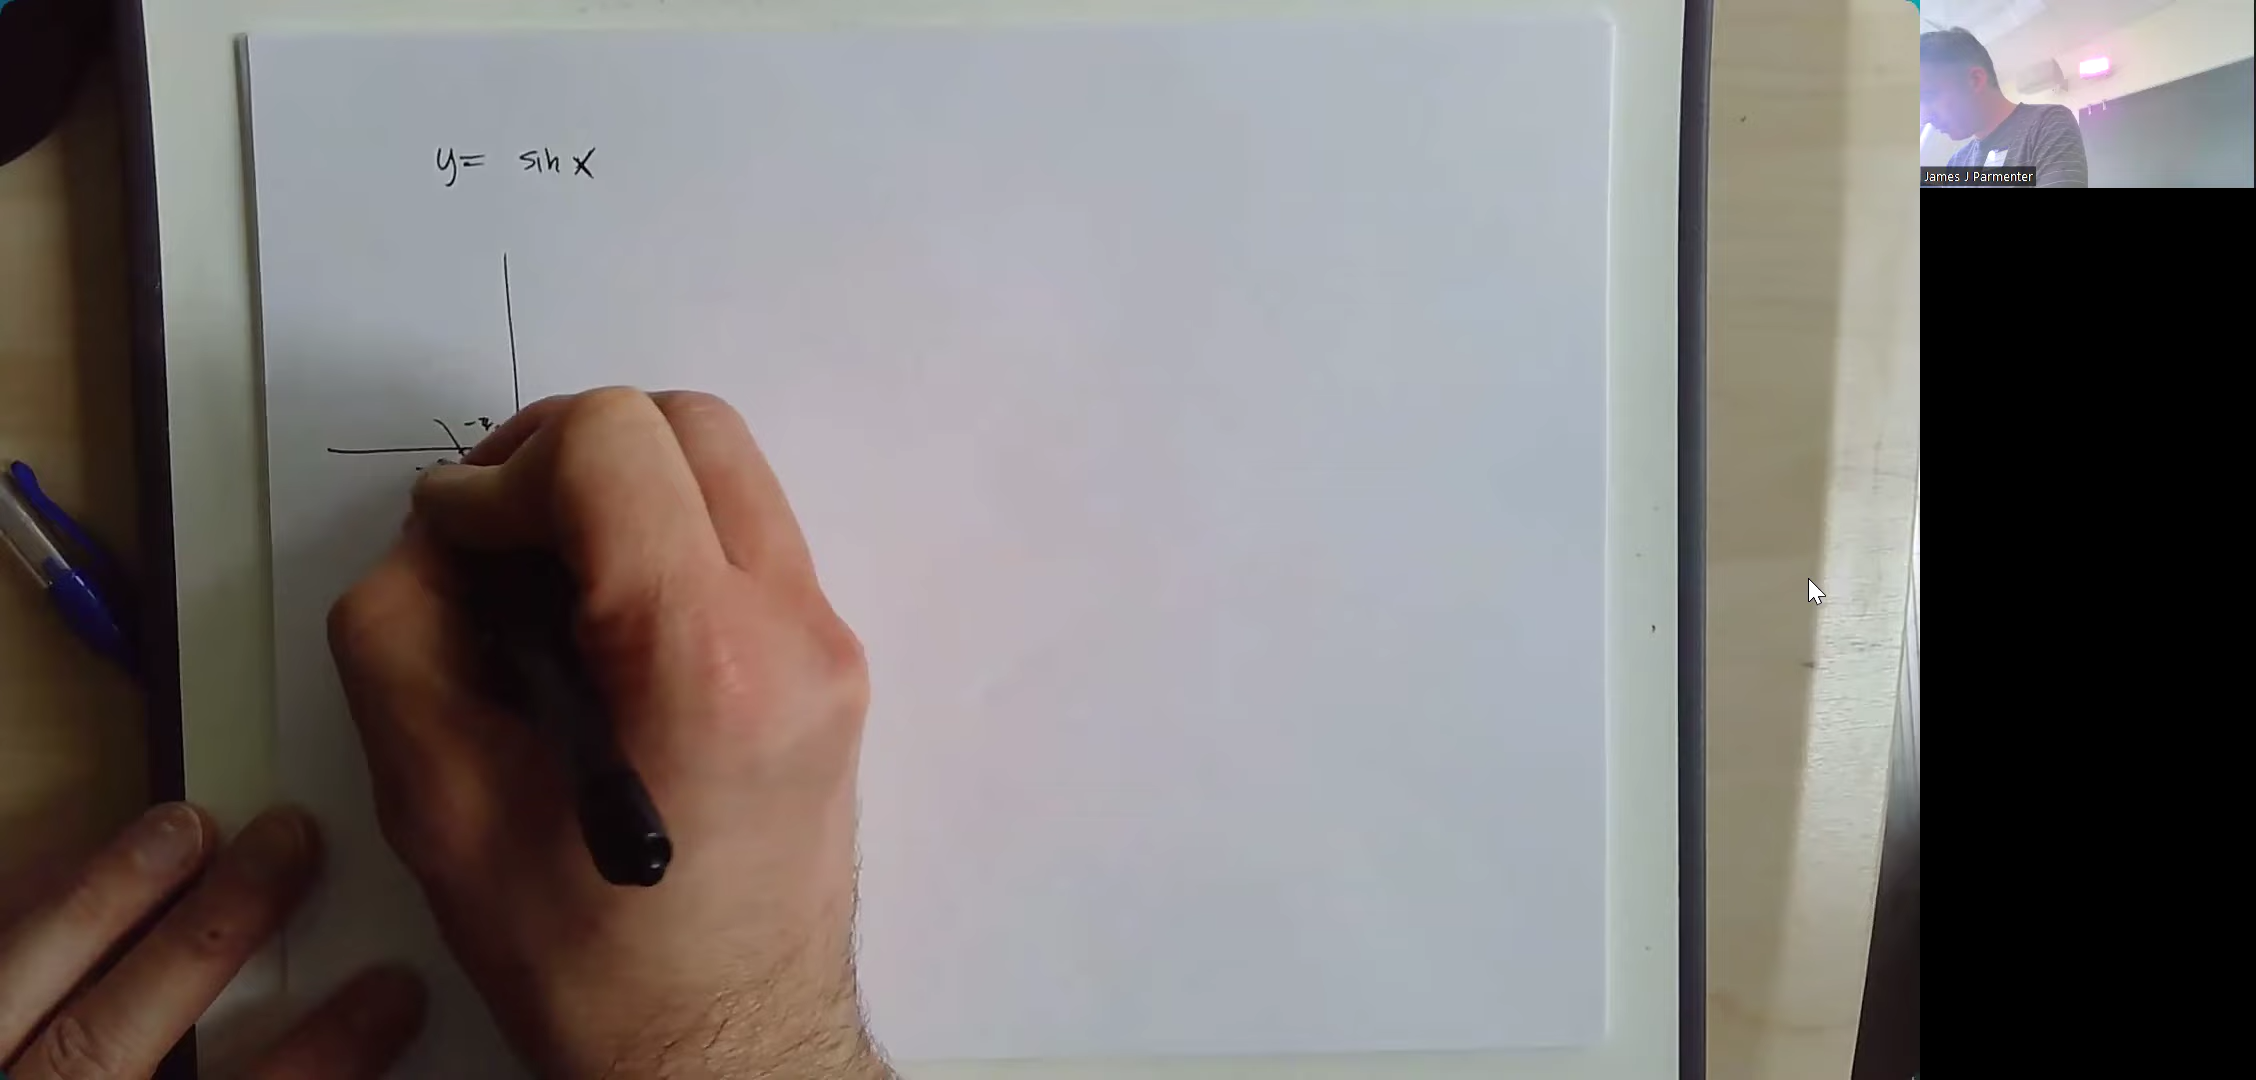 y= sin x
James J Parmenter